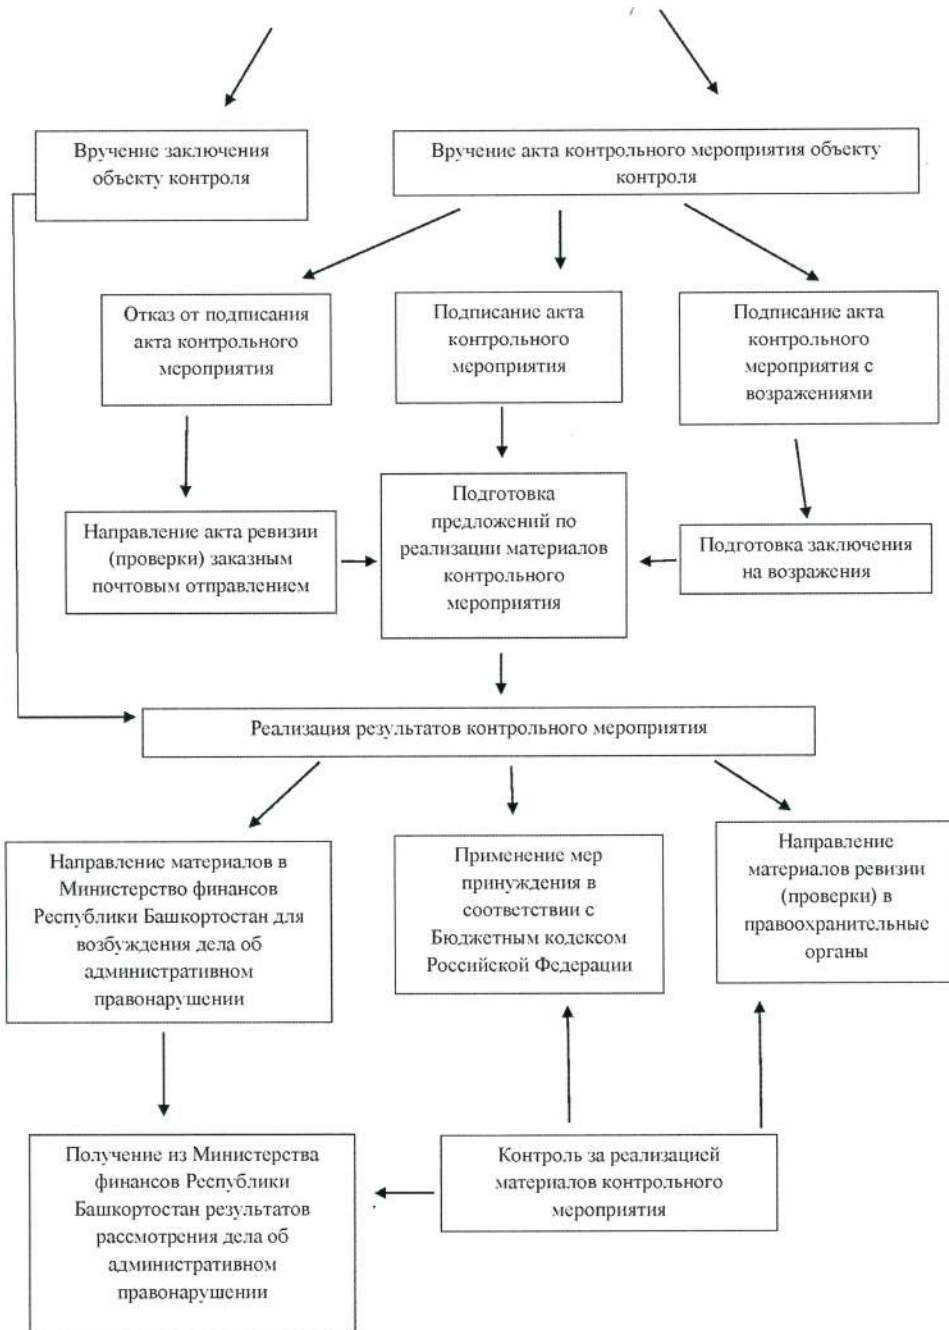 Вручение заключения
объекту контроля
Вручение акта контрольного мероприятия объекту
контроля
Отказ от подписания
акта контрольного
мероприятия
Подписание акта
контрольного
мероприятия
Подписание акта
контрольного
мероприятия с
возражениями
Направление акта ревизии
(проверки) заказным
почтовым отправлением
Подготовка
предложений по
реализации материалов
контрольного
мероприятия
Подготовка заключения
на возражения
Реализация результатов контрольного мероприятия
Направление материалов в
Министерство финансов
Республики Башкортостан для
возбуждения дела об
административном
правонарушении
Применение мер
принуждения в
соответствии с
Бюджетным кодексом
Российской Федерации
Направление
материалов ревизии
(проверки) в
правоохранительные
органы
Получение из Министерства
финансов Республики
Башкортостан результатов
рассмотрения дела об
административном
правонарушении
Контроль за реализацией
материалов контрольного
мероприятия